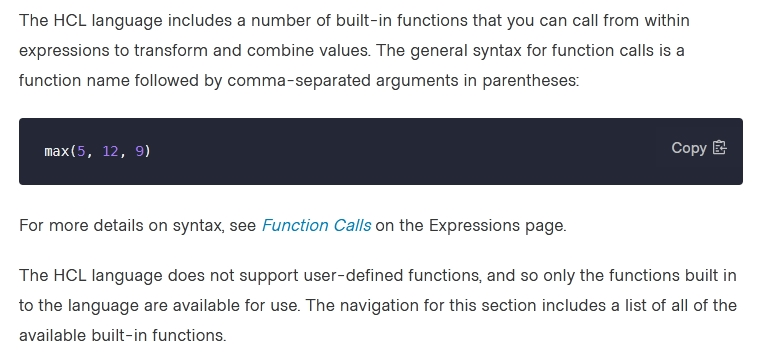 The HCL language includes a number of built-in functions that you can call from within
expressions to transform and combine values. The general syntax for function calls is a
function name followed by comma-separated arguments in parentheses:
max(5, 12, 9)
Copy
For more details on syntax, see Function Calls on the Expressions page.
The HCL language does not support user-defined functions, and so only the functions built in
to the language are available for use. The navigation for this section includes a list of all of the
available built-in functions.